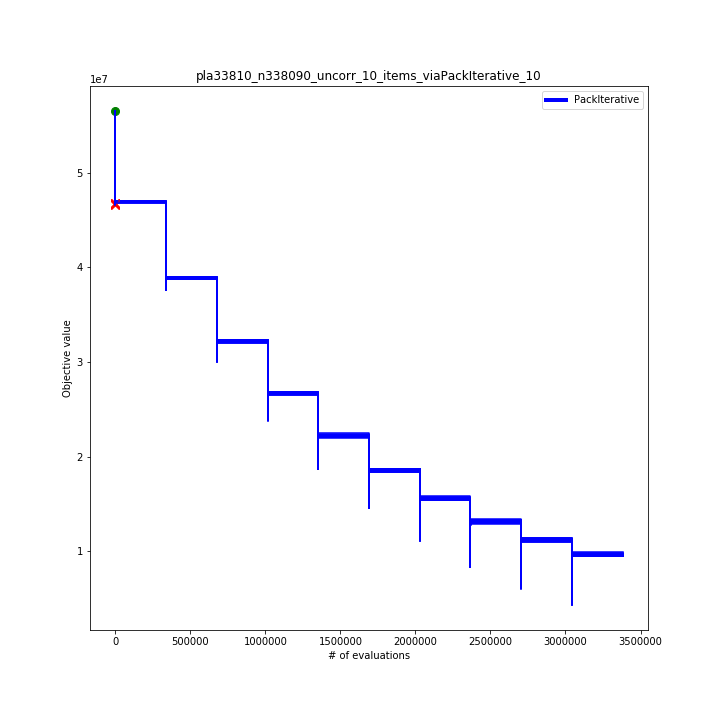 pla33810_n338090_uncorr_10_items_viaPackIterative_10
1e7
PackIterative
5
4
3
2
1
Objective value
0 500000 1000000 1500000 2000000 2500000 3000000 3500000
# of evaluations